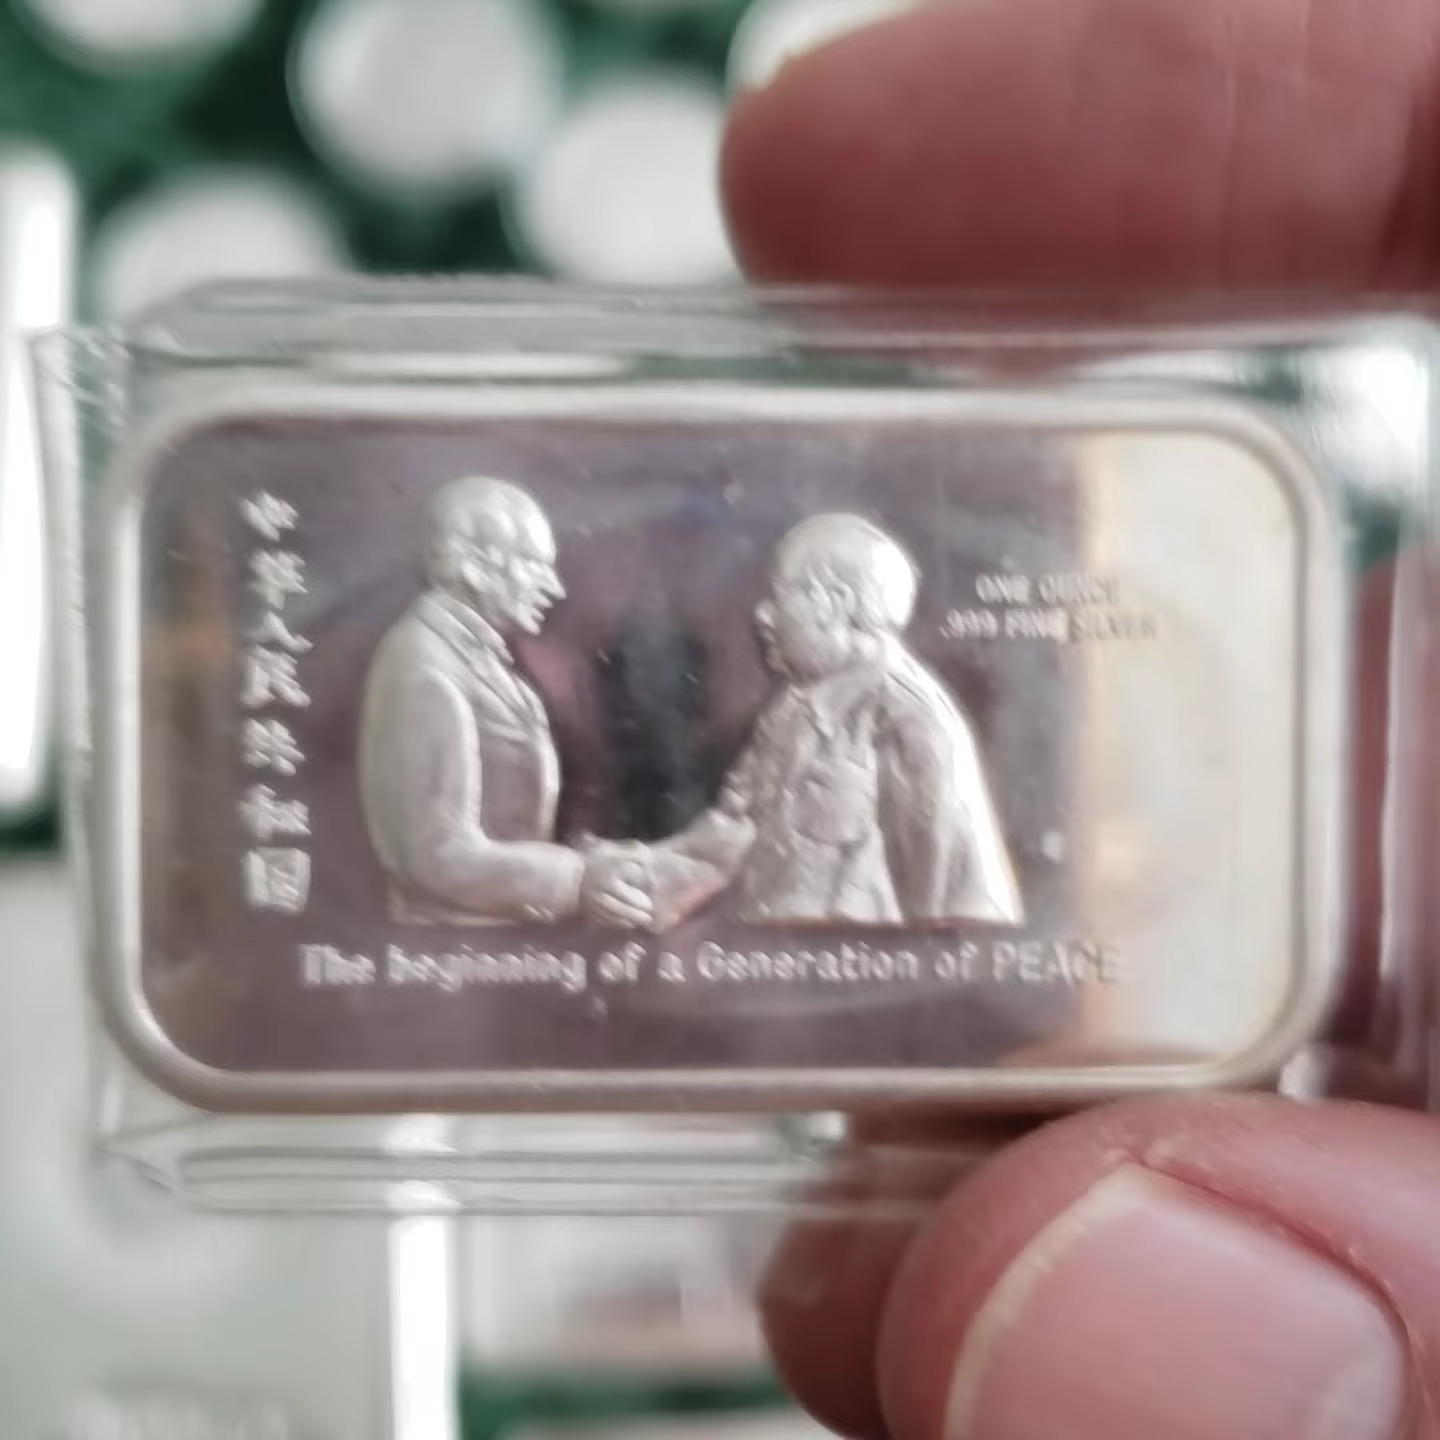 中华人民共和国
ONE OUNCE
.999 FINE SILVER
The beginning of a Generation of PEACE